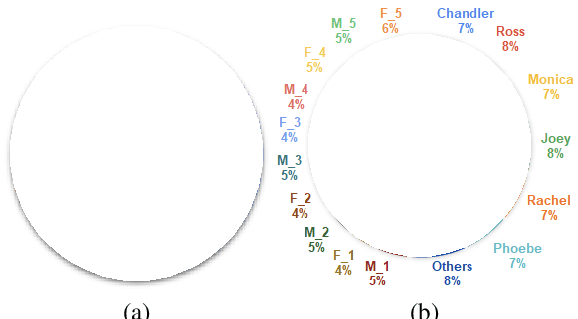 F_5
6%
Chandler
7%
Ross
8%
Monica
7%
Joey
8%
Rachel
7%
Phoebe
7%
Others
8%
M_1
5%
F_1
4%
M_2
5%
F_2
4%
M_3
5%
F_3
4%
M_4
4%
F_4
5%
M_5
5%
(a)
(b)